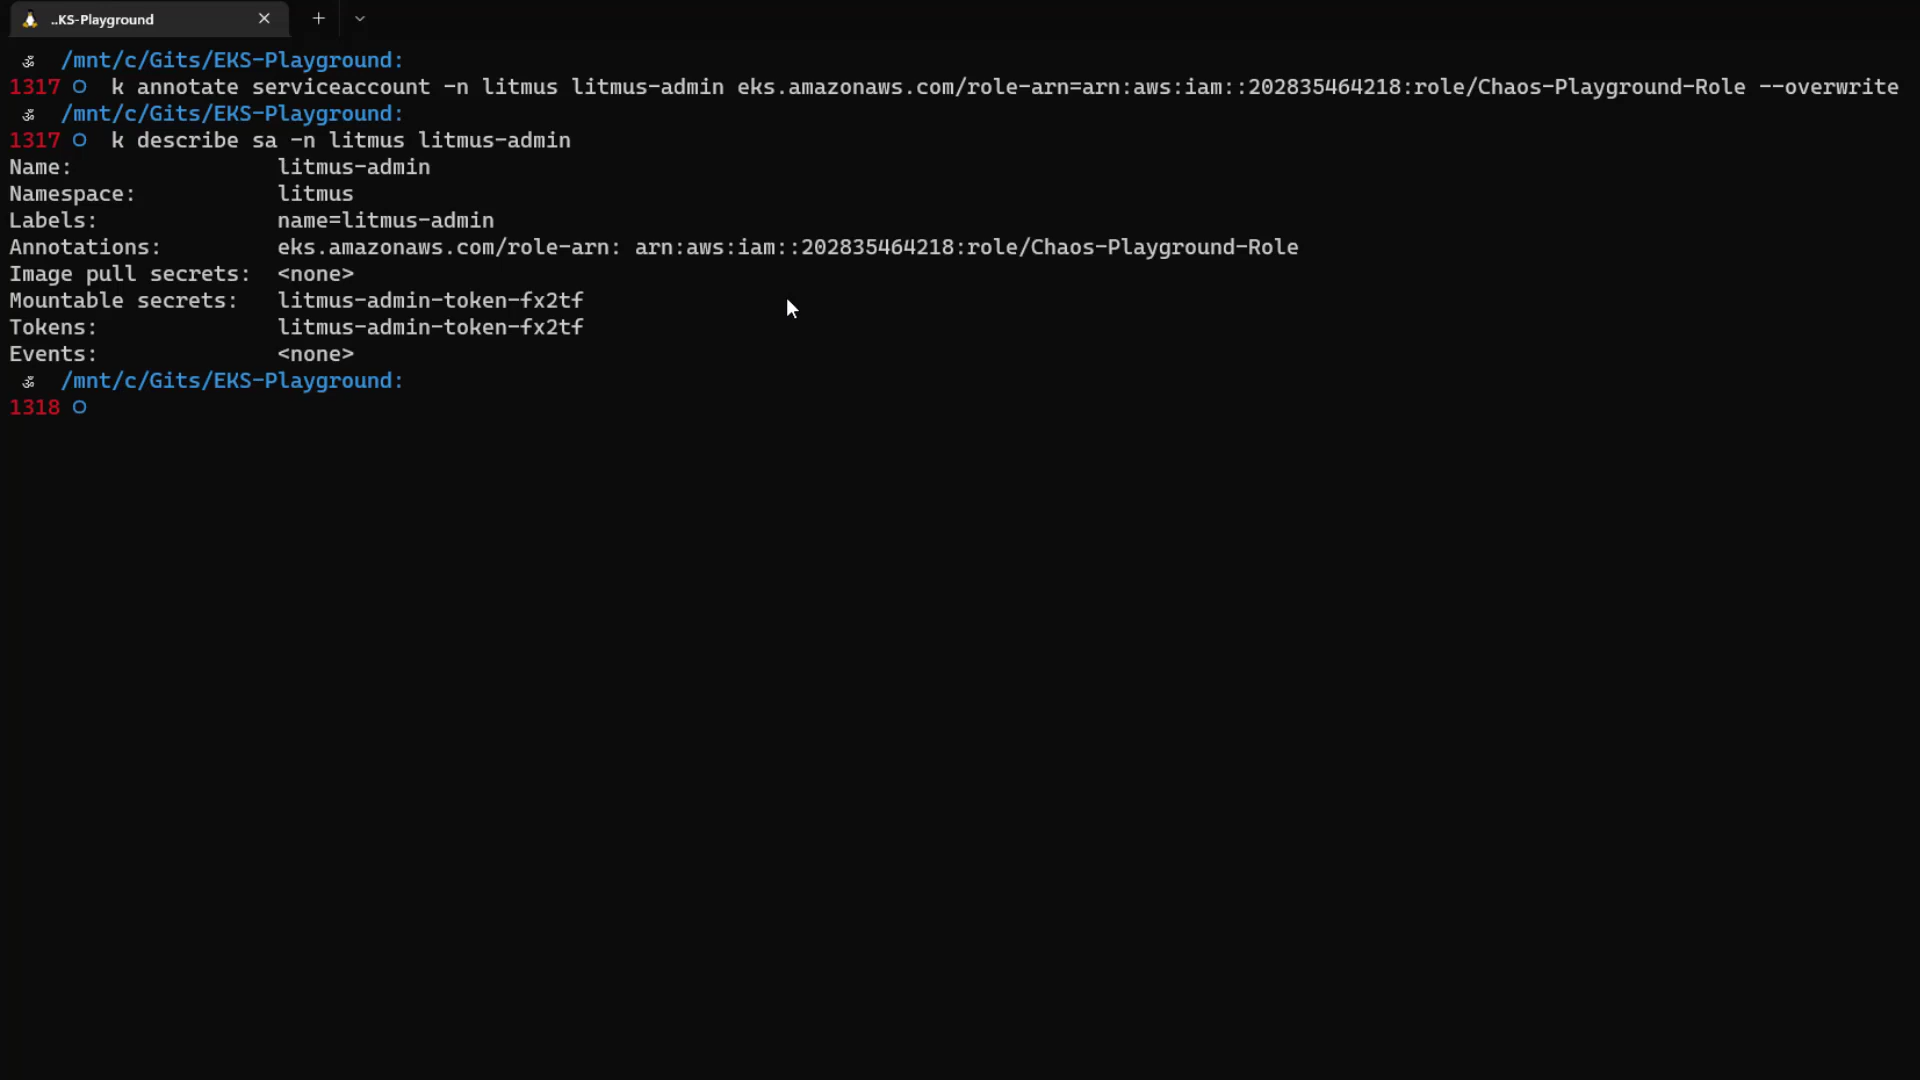 ..KS-Playground
ॐ /mnt/c/Gits/EKS-Playground:
1317 O k annotate serviceaccount -n litmus litmus-admin eks.amazonaws.com/role-arn=arn:aws:iam::202835464218:role/Chaos-Playground-Role --overwrite
ॐ /mnt/c/Gits/EKS-Playground:
1317 O k describe sa -n litmus litmus-admin
Name: litmus-admin
Namespace: litmus
Labels: name=litmus-admin
Annotations: eks.amazonaws.com/role-arn: arn:aws:iam::202835464218:role/Chaos-Playground-Role
Image pull secrets: <none>
Mountable secrets: litmus-admin-token-fx2tf
Tokens: litmus-admin-token-fx2tf
Events: <none>
ॐ /mnt/c/Gits/EKS-Playground:
1318 O